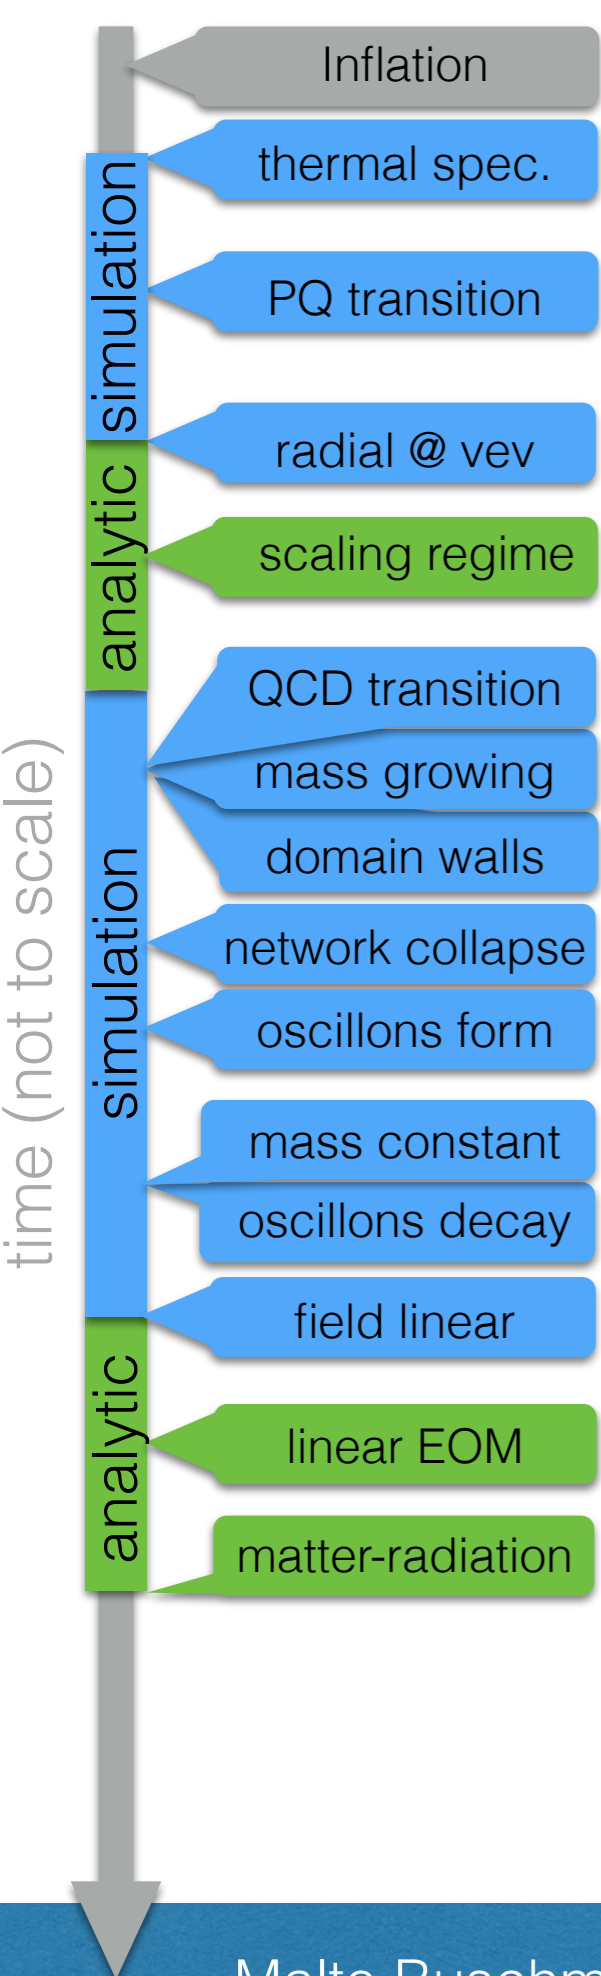 Inflation
thermal spec.
simulation
PQ transition
radial @ vev
analytic
scaling regime
QCD transition
mass growing
domain walls
time (not to scale)
simulation
network collapse
oscillons form
mass constant
oscillons decay
field linear
analytic
linear EOM
matter-radiation
Malte